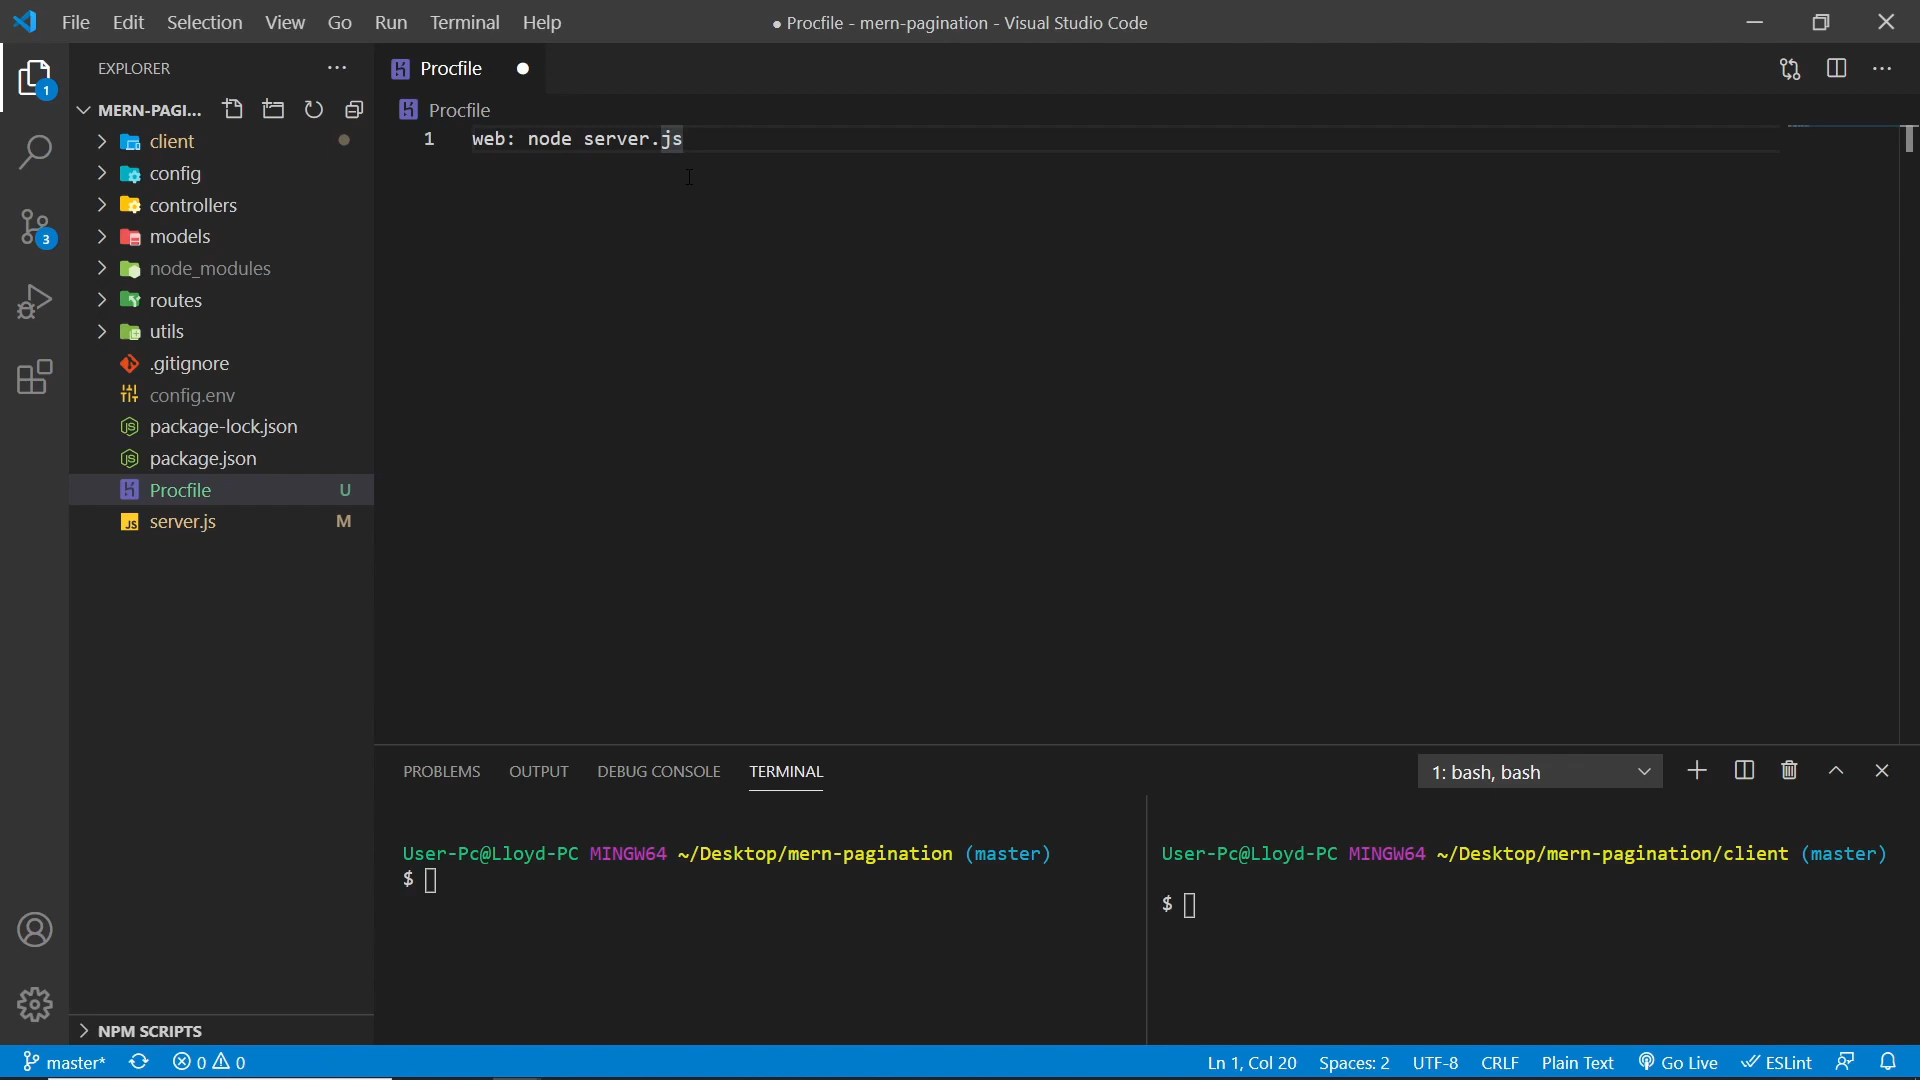 File Edit Selection View Go Run Terminal Help
● Procfile - mern-pagination - Visual Studio Code
EXPLORER
Procfile
MERN-PAGI...
Procfile
1 web: node server.js
client
config
controllers
models
node_modules
routes
utils
.gitignore
config.env
package-lock.json
package.json
Procfile U
server.js M
1
3
PROBLEMS OUTPUT DEBUG CONSOLE TERMINAL
1: bash, bash
User-Pc@Lloyd-PC MINGW64 ~/Desktop/mern-pagination (master)
$
User-Pc@Lloyd-PC MINGW64 ~/Desktop/mern-pagination/client (master)
$
NPM SCRIPTS
master* 0 0 Ln 1, Col 20 Spaces: 2 UTF-8 CRLF Plain Text Go Live ESLint